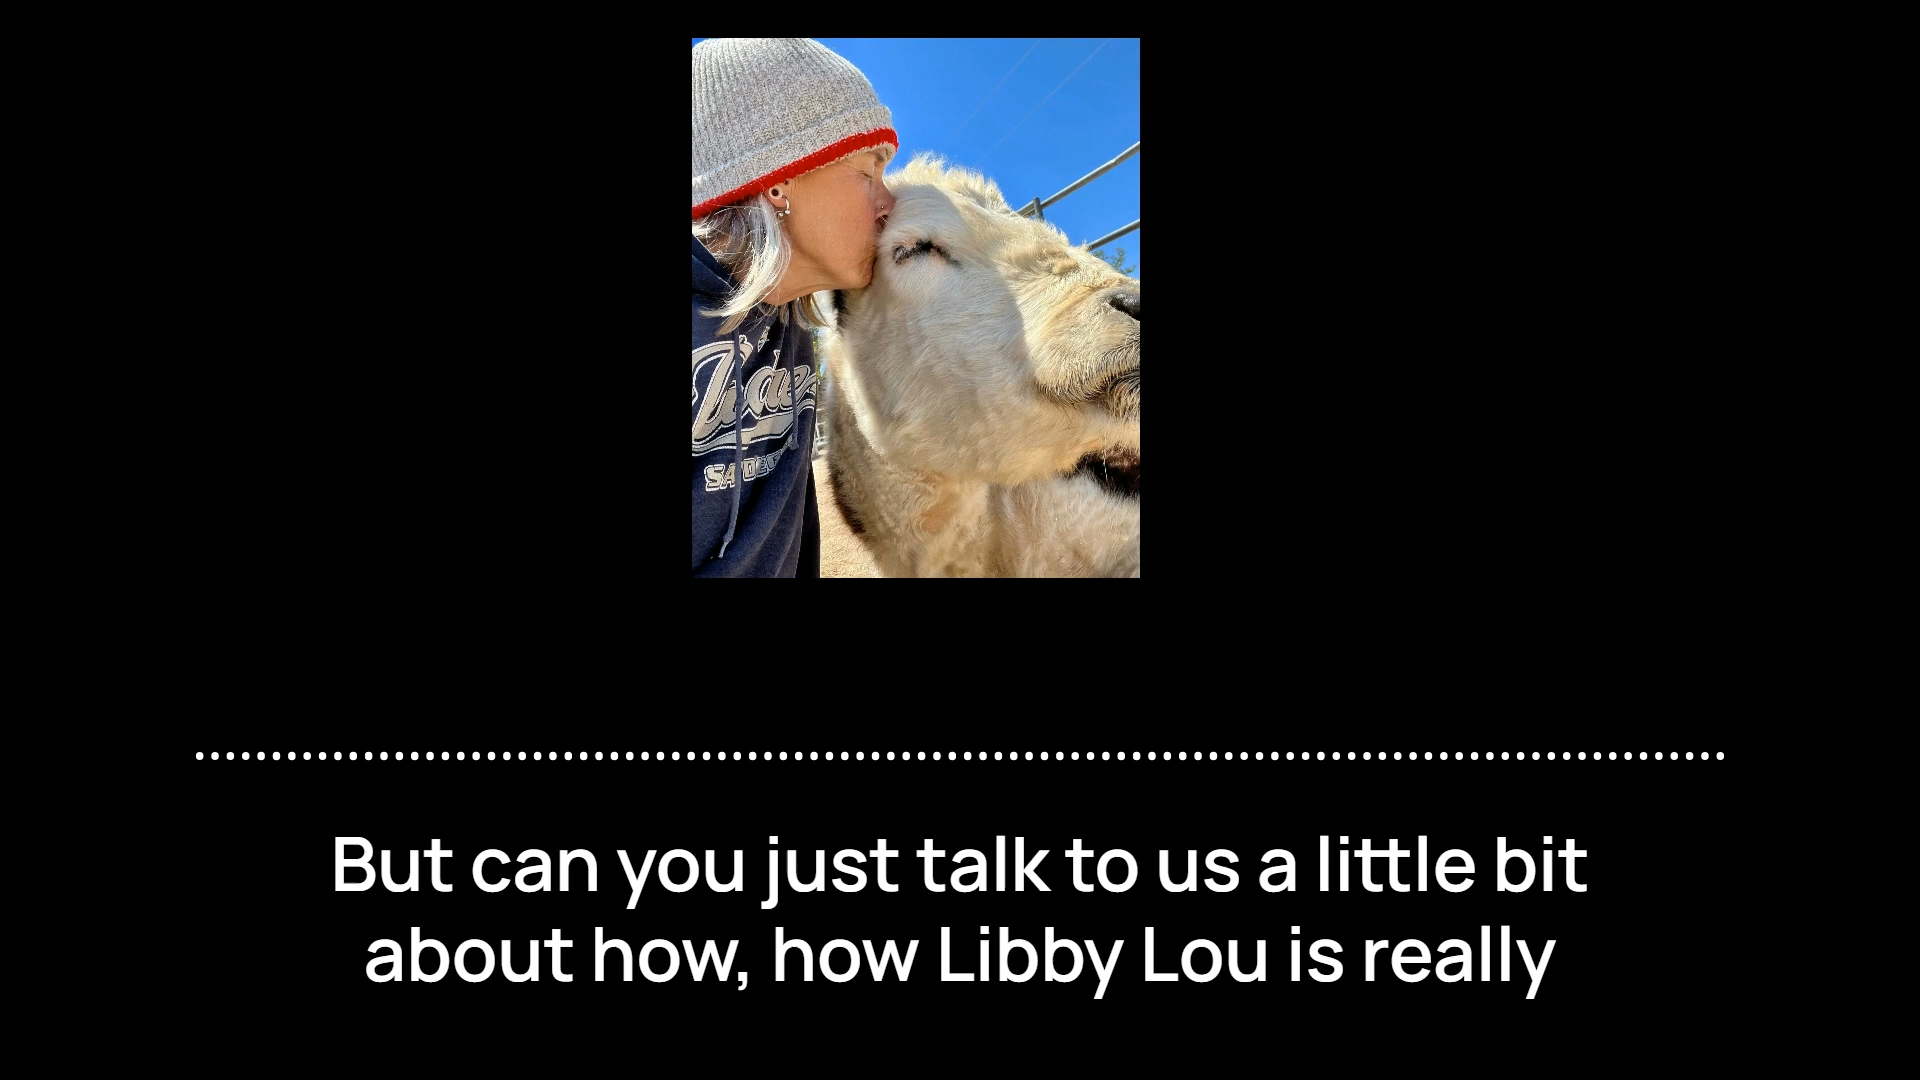 But can you just talk to us a little bit
about how, how Libby Lou is really